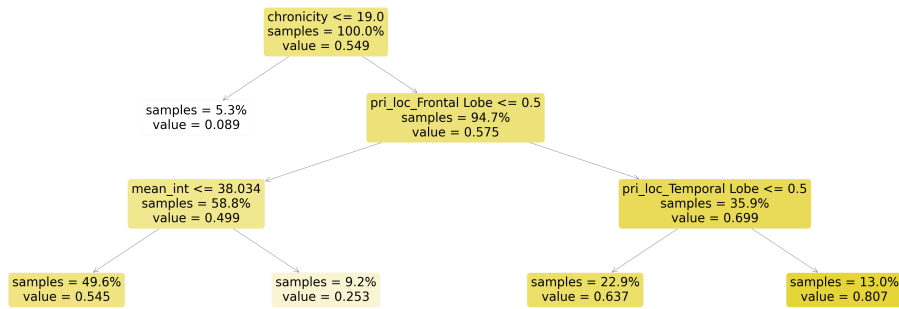 chronicity <= 19.0
samples = 100.0%
value = 0.549
samples = 5.3%
value = 0.089
pri_loc_Frontal Lobe <= 0.5
samples = 94.7%
value = 0.575
mean_int <= 38.034
samples = 58.8%
value = 0.499
pri_loc_Temporal Lobe <= 0.5
samples = 35.9%
value = 0.699
samples = 49.6%
value = 0.545
samples = 9.2%
value = 0.253
samples = 22.9%
value = 0.637
samples = 13.0%
value = 0.807